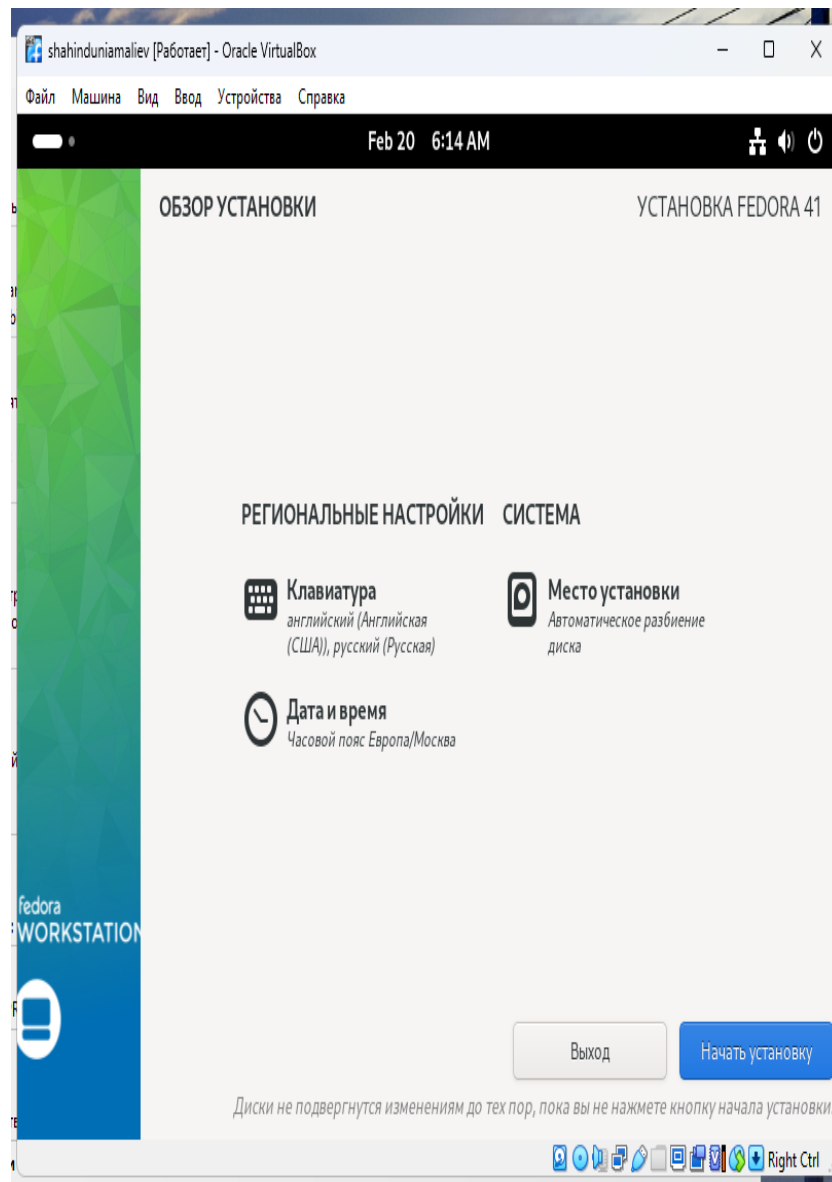 shahinduniamaliev [Работает] - Oracle VirtualBox
Файл Машина Вид Ввод Устройства Справка
Feb 20 6:14 AM
ОБЗОР УСТАНОВКИ
УСТАНОВКА FEDORA 41
РЕГИОНАЛЬНЫЕ НАСТРОЙКИ
СИСТЕМА
Клавиатура
английский (Английская
(США)), русский (Русская)
Место установки
Автоматическое разбиение
диска
Дата и время
Часовой пояс Европа/Москва
fedora
WORKSTATION
Выход
Начать установку
Диски не подвергнутся изменениям до тех пор, пока вы не нажмете кнопку начала установки.
Right Ctrl